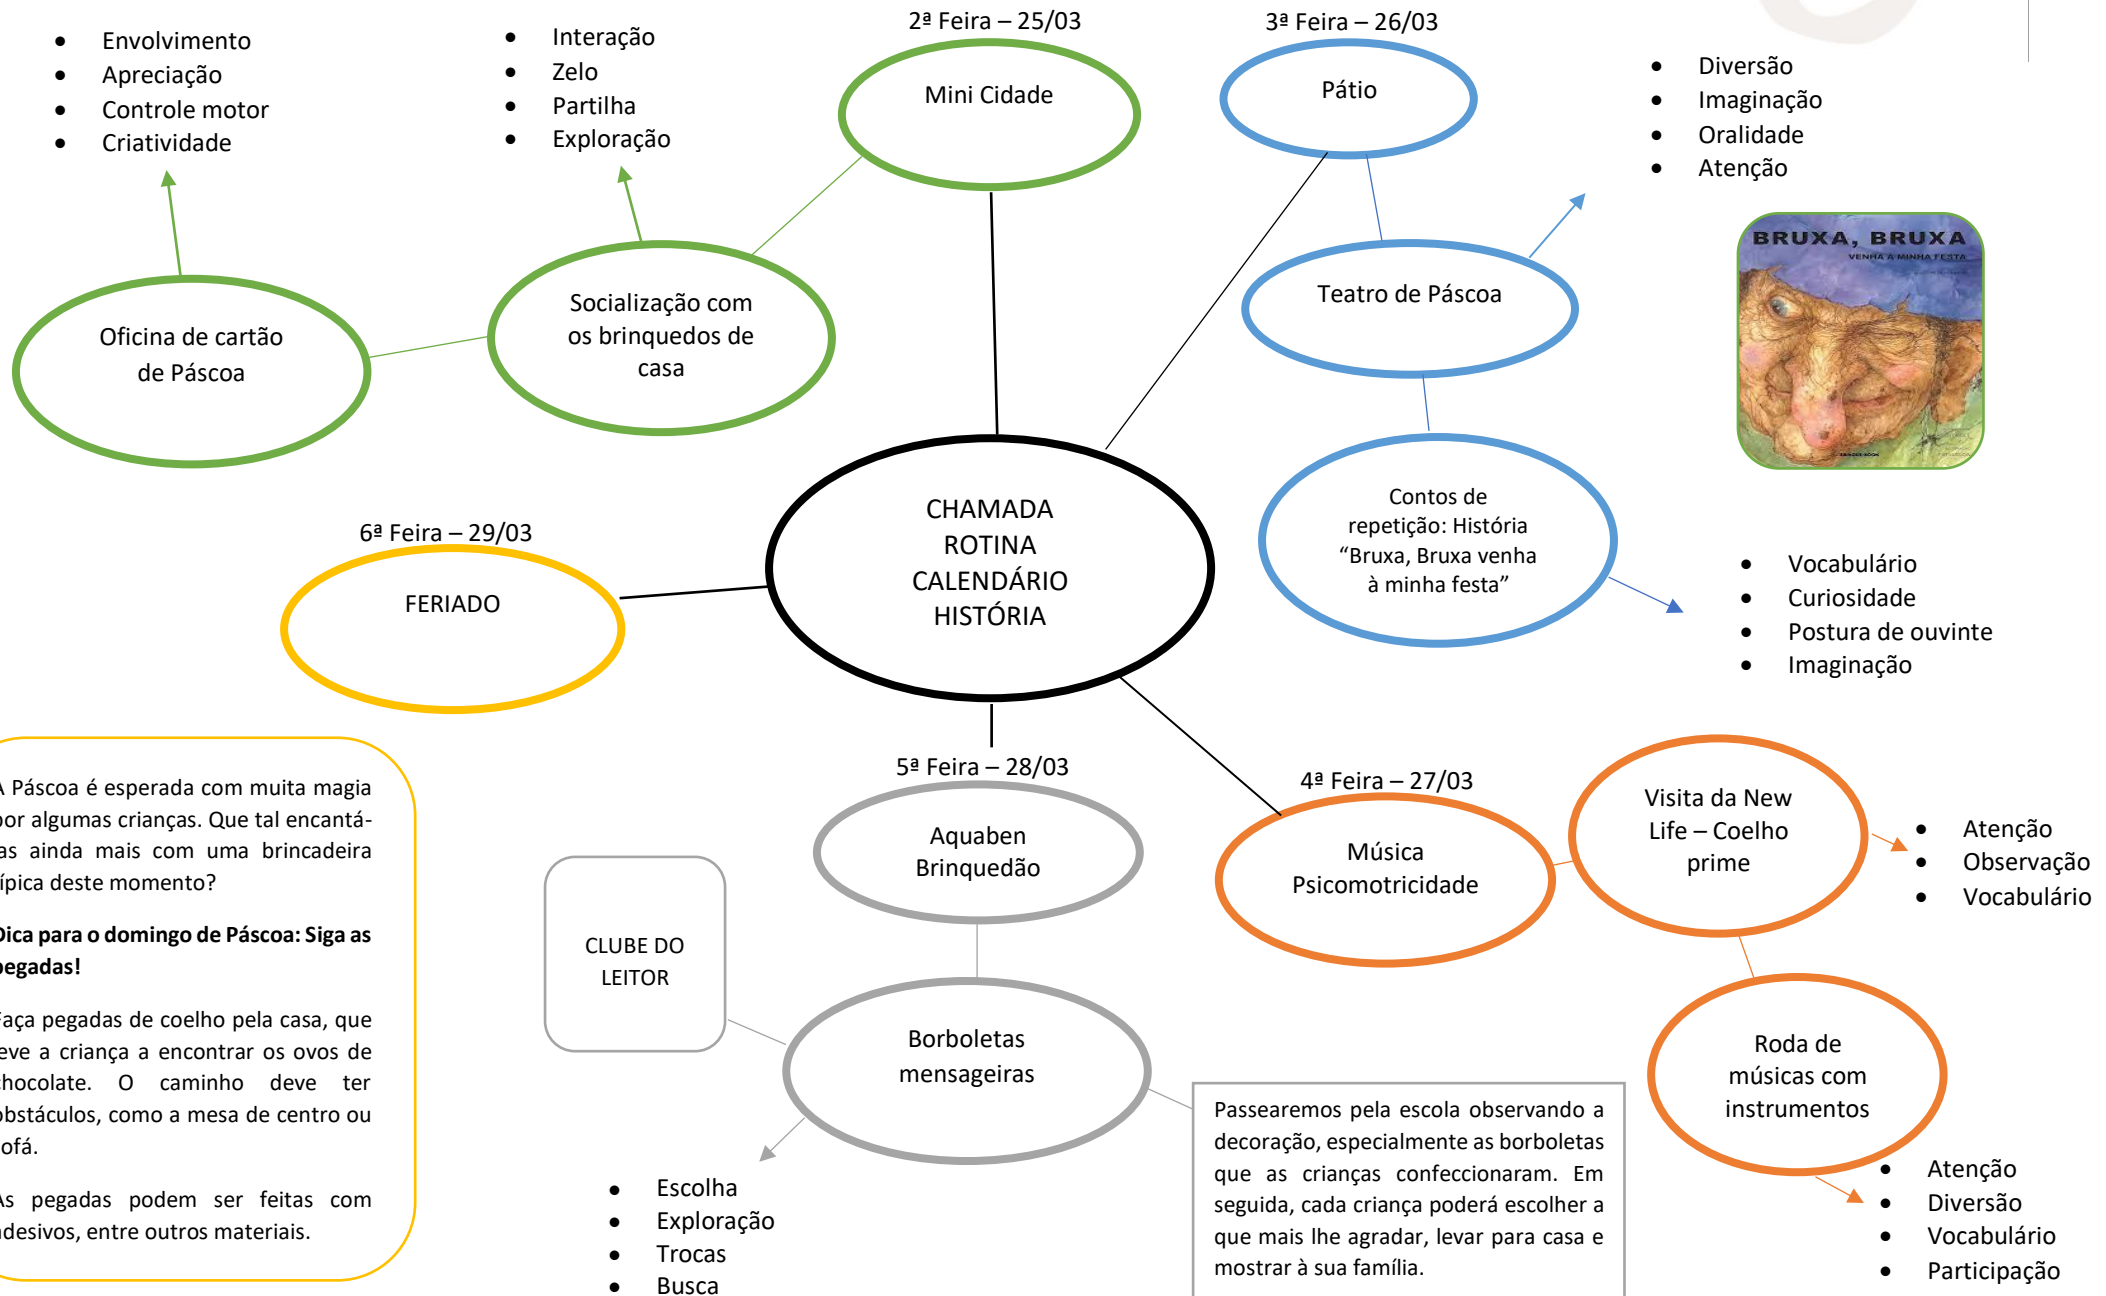 2ª Feira – 25/03
3ª Feira – 26/03
• Envolvimento
• Apreciação
• Controle motor
• Criatividade
• Interação
• Zelo
• Partilha
• Exploração
Mini Cidade
Pátio
• Diversão
• Imaginação
• Oralidade
• Atenção
BRUXA, BRUXA
VENHA À MINHA FESTA
Oficina de cartão
de Páscoa
Socialização com
os brinquedos de
casa
Teatro de Páscoa
Contos de
repetição: História
“Bruxa, Bruxa venha
à minha festa”
• Vocabulário
• Curiosidade
• Postura de ouvinte
• Imaginação
CHAMADA
ROTINA
CALENDÁRIO
HISTÓRIA
6ª Feira – 29/03
FERIADO
A Páscoa é esperada com muita magia
por algumas crianças. Que tal encantá-
las ainda mais com uma brincadeira
típica deste momento?
Dica para o domingo de Páscoa: Siga as
pegadas!
Faça pegadas de coelho pela casa, que
leve a criança a encontrar os ovos de
chocolate. O caminho deve ter
obstáculos, como a mesa de centro ou
sofá.
As pegadas podem ser feitas com
adesivos, entre outros materiais.
5ª Feira – 28/03
Aquaben
Brinquedão
CLUBE DO
LEITOR
Borboletas
mensageiras
• Escolha
• Exploração
• Trocas
• Busca
Passearemos pela escola observando a
decoração, especialmente as borboletas
que as crianças confeccionaram. Em
seguida, cada criança poderá escolher a
que mais lhe agradar, levar para casa e
mostrar à sua família.
4ª Feira – 27/03
Música
Psicomotricidade
Visita da New
Life – Coelho
prime
• Atenção
• Observação
• Vocabulário
Roda de
músicas com
instrumentos
• Atenção
• Diversão
• Vocabulário
• Participação